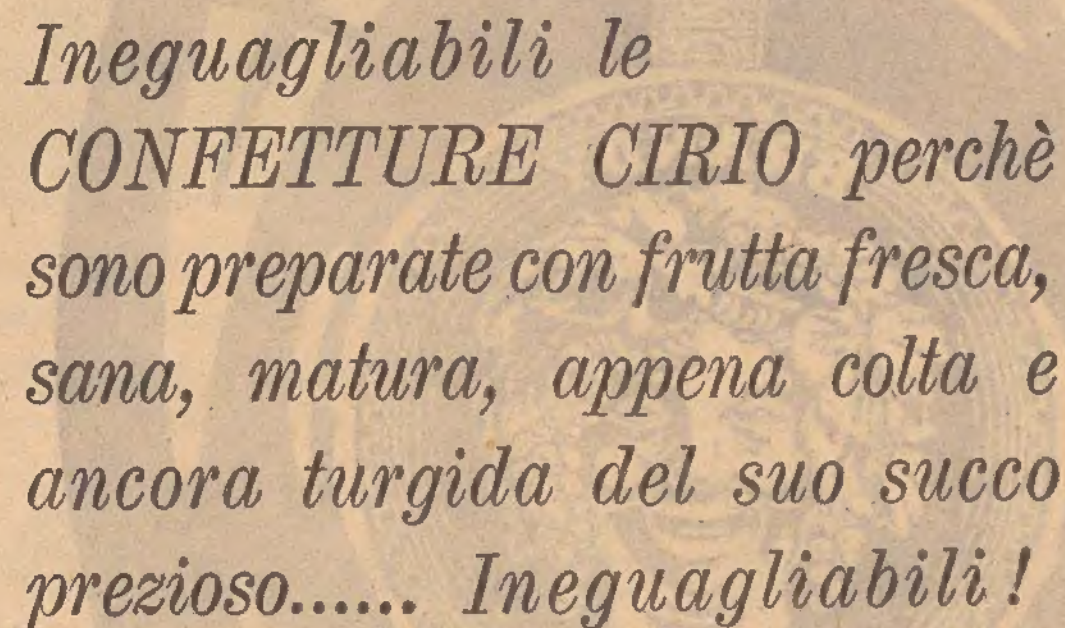 Ineguagliabili le
CONFETTURE CIRIO perchè
sono preparate con frutta fresca,
sana, matura, appena colta e
ancora turgida del suo succo
prezioso...... Ineguagliabili!